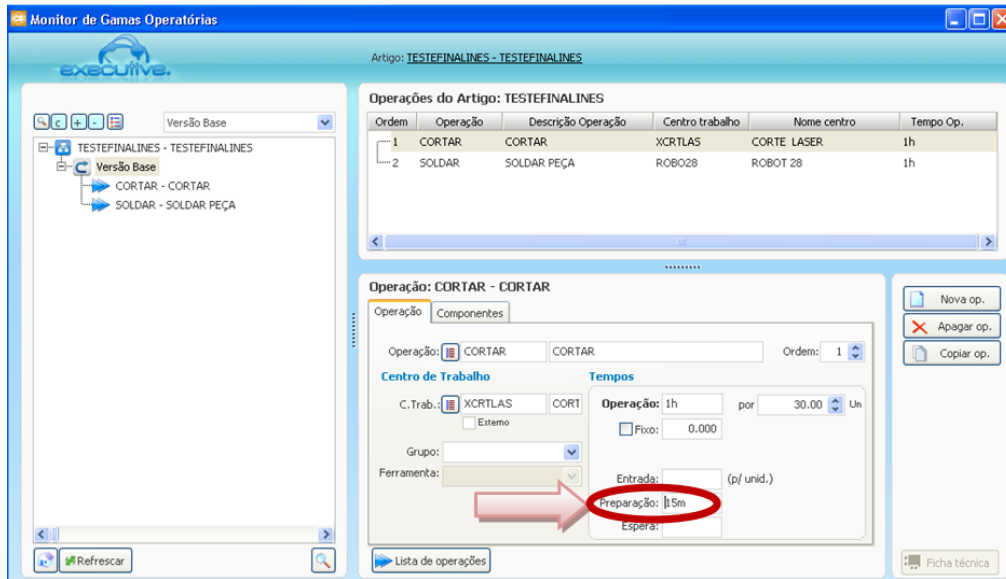 Monitor de Gamas Operatórias
executive.
Artigo: TESTEFINALINES - TESTEFINALINES
Versão Base
TESTEFINALINES - TESTEFINALINES
Versão Base
CORTAR - CORTAR
SOLDAR - SOLDAR PEÇA
Refrescar
Operações do Artigo: TESTEFINALINES
Ordem Operação Descrição Operação Centro trabalho Nome centro Tempo Op.
1 CORTAR CORTAR XCRTLAS CORTE LASER 1h
2 SOLDAR SOLDAR PEÇA ROBO28 ROBOT 28 1h
Operação: CORTAR - CORTAR
Operação Componentes
Operação: CORTAR CORTAR Ordem: 1
Centro de Trabalho Tempos
C.Trab.: XCRTLAS CORT Operação: 1h por 30.00 Un
Externo Fixo: 0.000
Grupo:
Ferramenta: Entrada: (p/ unid.)
Preparação: 15m
Espera:
Lista de operações
Nova op.
Apagar op.
Copiar op.
Ficha técnica